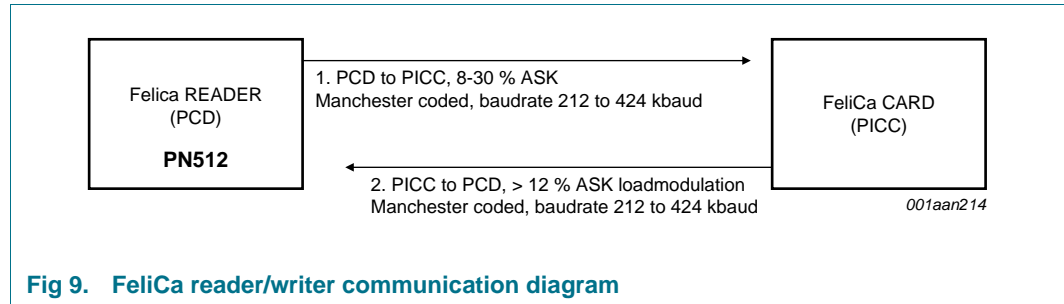 Felica READER
(PCD)
PN512
1. PCD to PICC, 8-30 % ASK
Manchester coded, baudrate 212 to 424 kbaud
2. PICC to PCD, > 12 % ASK loadmodulation
Manchester coded, baudrate 212 to 424 kbaud
FeliCa CARD
(PICC)
001aan214
Fig 9. FeliCa reader/writer communication diagram